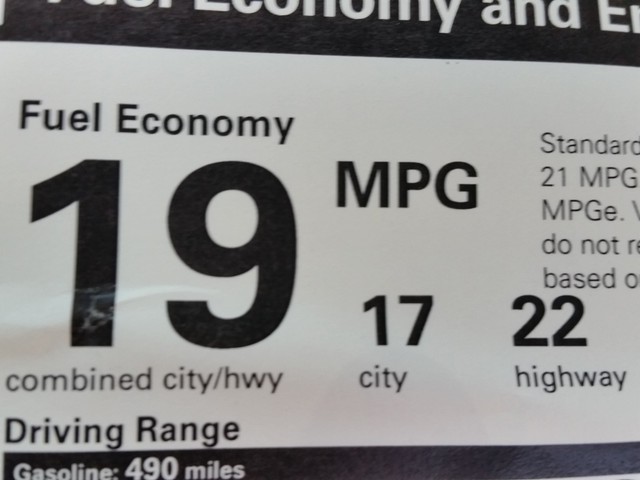 Fuel Economy and
Fuel Economy
19 MPG
combined city/hwy
17
city
22
highway
Standard
21 MPG
MPGe.
do not
based
Driving Range
Gasoline: 490 miles